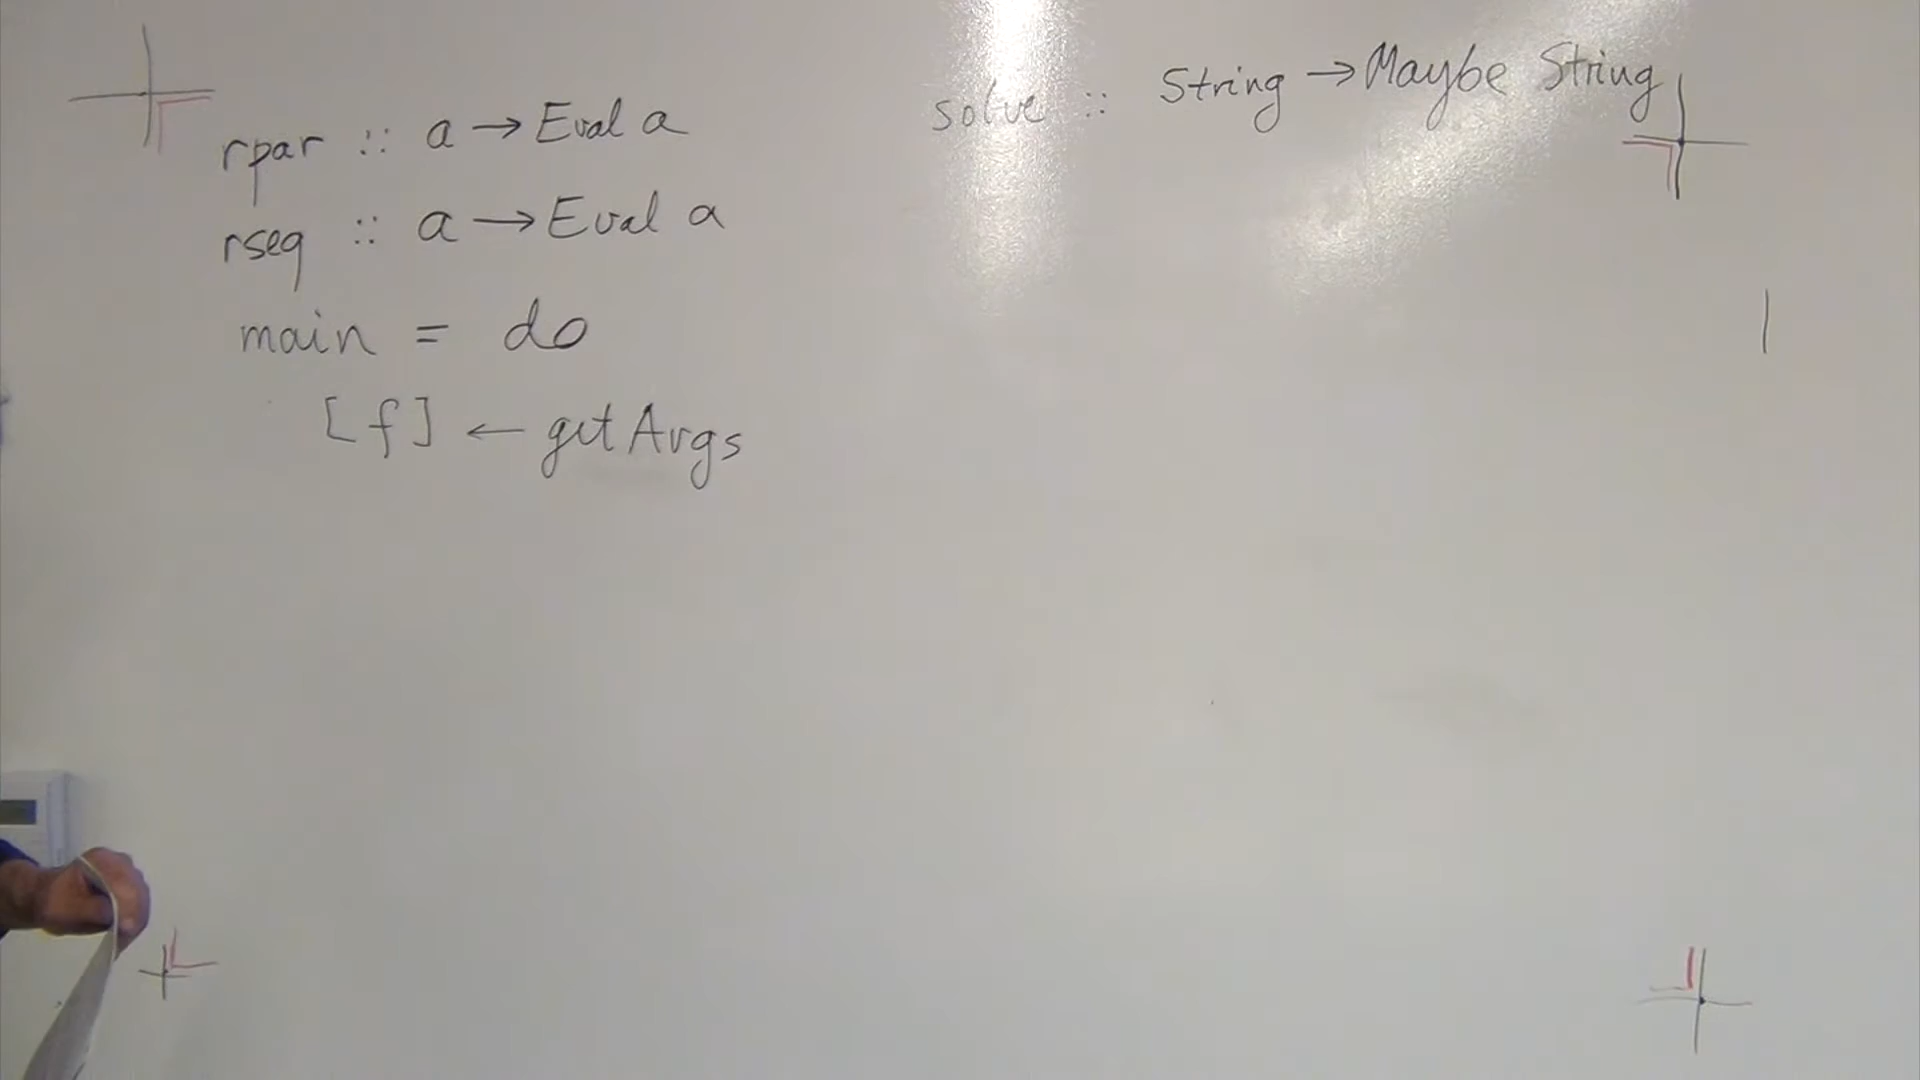 rpar :: a → Eval a
rseq :: a → Eval a
main = do
[f] ← getArgs
solve :: String → Maybe String